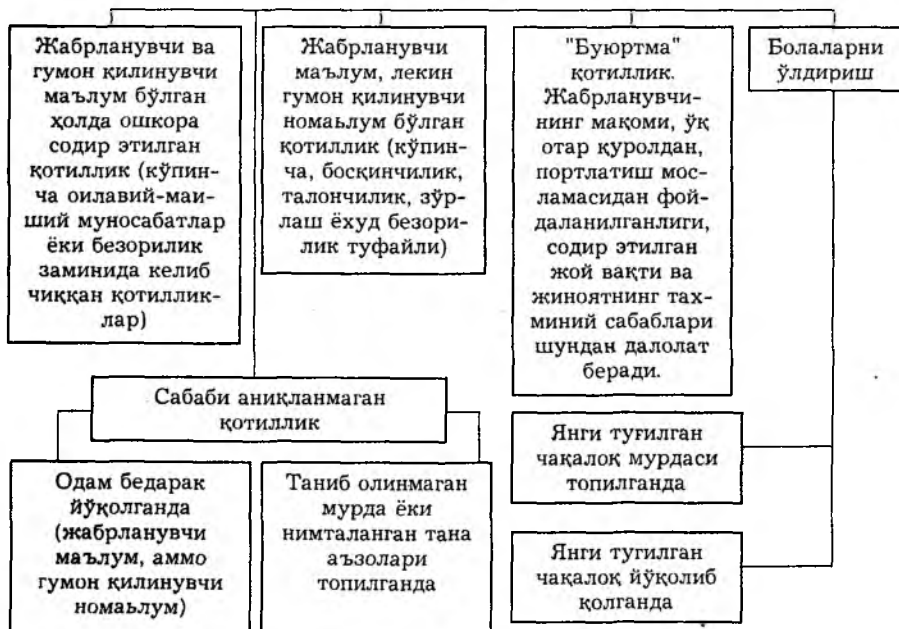 Жабрланувчи ва
гумон қилинувчи
маълум бўлган
ҳолда ошкора
содир этилган
қотиллик (кўпин-
ча оилавий-маи-
ший муносабатлар
ёки безорилик
заминида келиб
чиққан қотиллик-
лар)
Жабрланувчи
маълум, лекин
гумон қилинувчи
номаьлум бўлган
қотиллик (кўпин-
ча, босқинчилик,
талончилик, зўр-
лаш ёхуд безори-
лик туфайли)
"Буюртма"
қотиллик.
Жабрланувчи-
нинг мақоми, ўқ
отар қуролдан,
портлатиш мос-
ламасидан фой-
даланилганлиги,
содир этилган
жой вақти ва
жиноятнинг тах-
миний сабаблари
шундан далолат
беради.
Болаларни
ўлдириш
Сабаби аниқланмаган
қотиллик
Одам бедарак
йўқолганда
(жабрланувчи
маълум, аммо
гумон қилинувчи
номаьлум)
Таниб олинмаган
мурда ёки
нимталанган тана
аъзолари
топилганда
Янги туғилган
чақалоқ мурдаси
топилганда
Янги тугилган
чақалоқ йўқолиб
қолганда